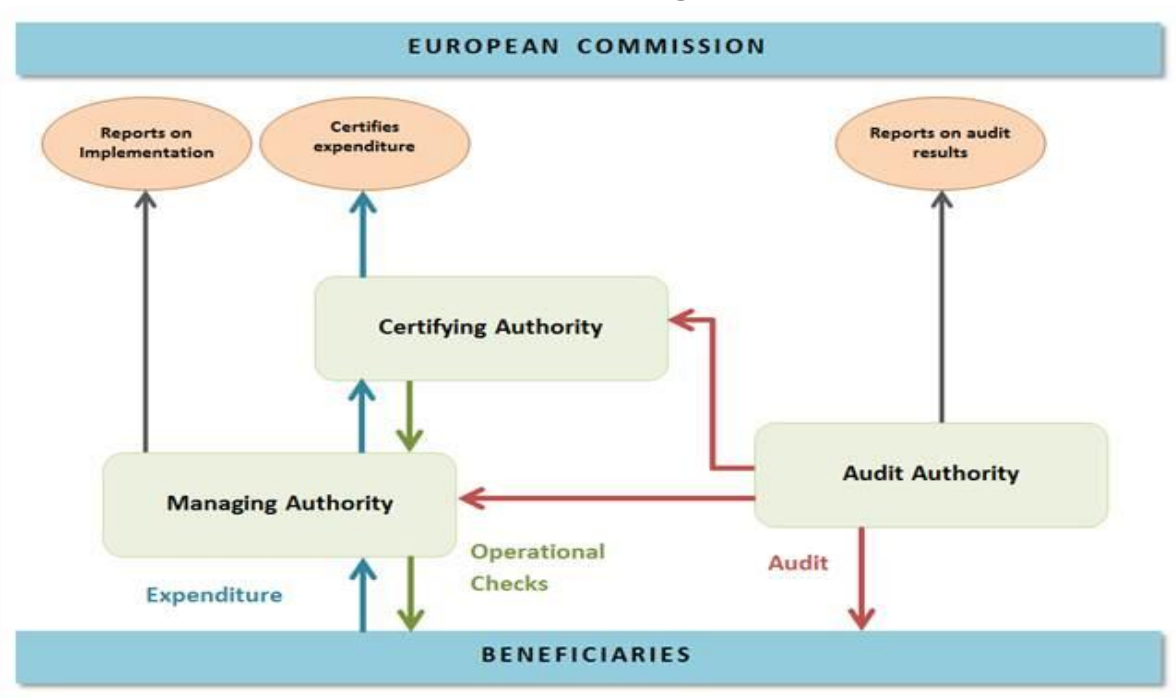 EUROPEAN COMMISSION
Reports on
Implementation
Certifies
expenditure
Reports on audit
results
Certifying Authority
Audit Authority
Managing Authority
Operational
Checks
Audit
Expenditure
BENEFICIARIES